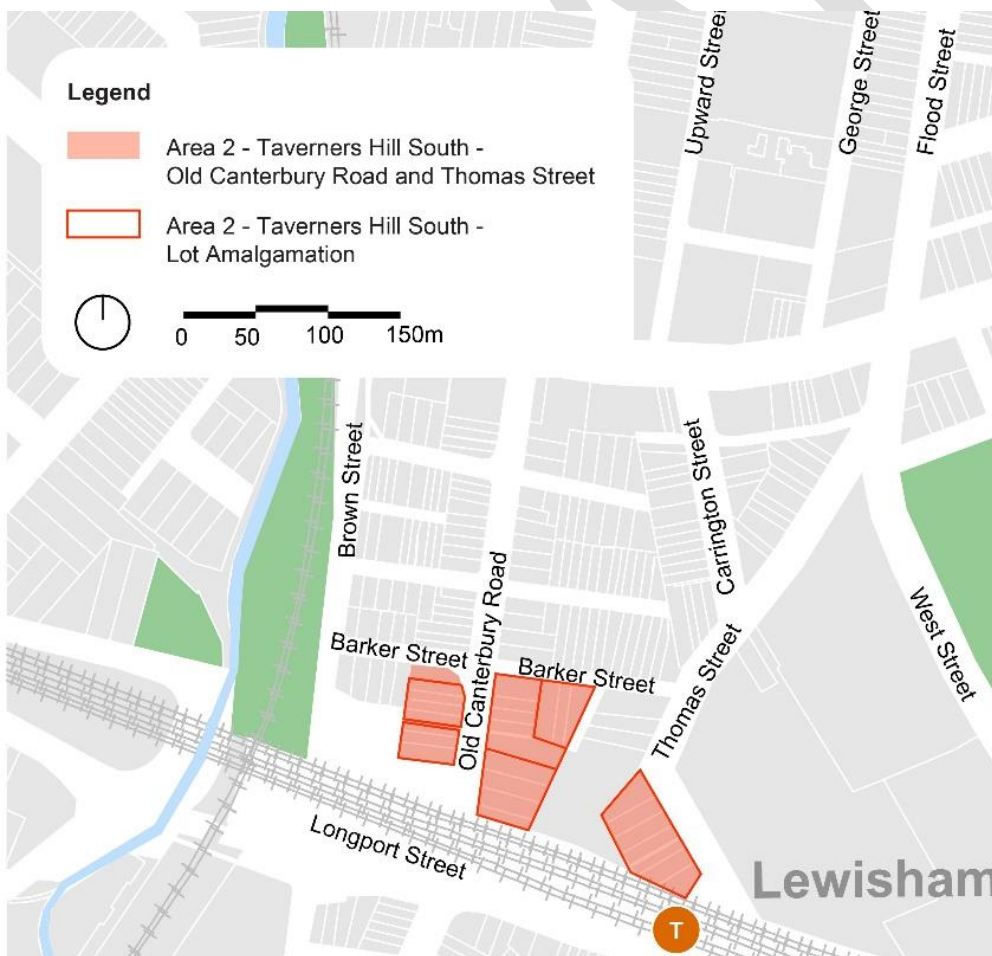 Legend
Area 2 - Taverners Hill South -
Old Canterbury Road and Thomas Street
Area 2 - Taverners Hill South -
Lot Amalgamation
0 50 100 150m
Upward Street
George Street
Flood Street
Brown Street
Carrington Street
Old Canterbury Road
Barker Street
Barker Street
Thomas Street
West Street
Longport Street
Lewisham
T